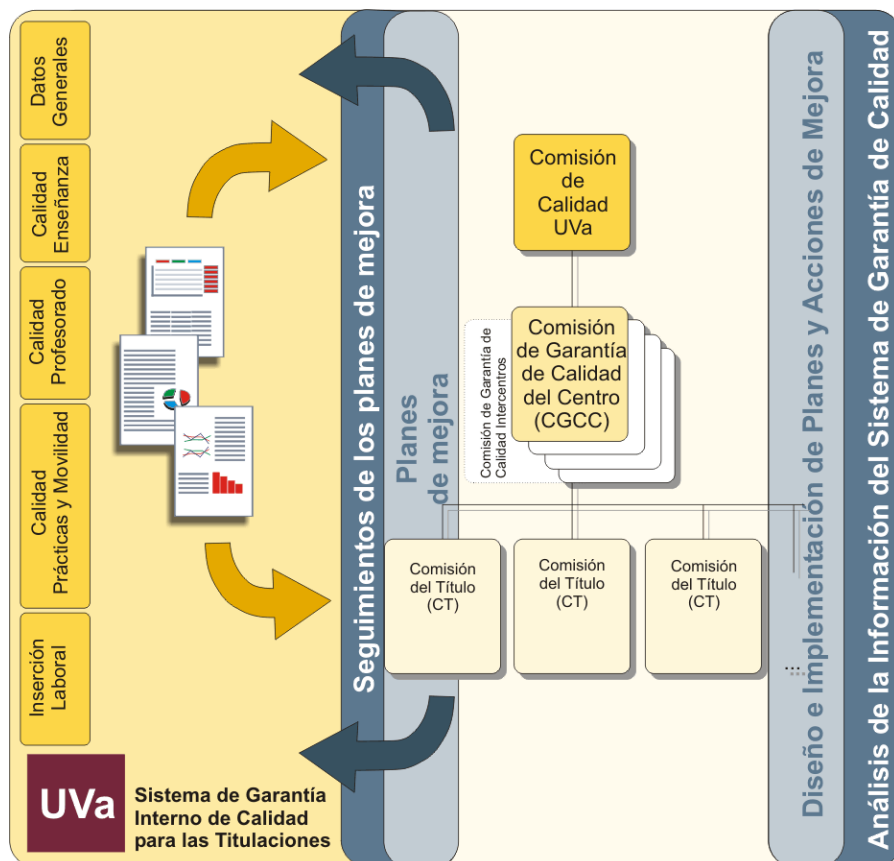 Datos
Generales
Calidad
Enseñanza
Calidad
Profesorado
Calidad
Prácticas y Movilidad
Inserción
Laboral
UVa
Sistema de Garantía
Interno de Calidad
para las Titulaciones
Seguimientos de los planes de mejora
Planes
de mejora
Comisión
de
Calidad
UVa
Comisión de Garantía de
Calidad Intercentros
Comisión
de Garantía
de Calidad
del Centro
(CGCC)
Comisión
del Título
(CT)
Comisión
del Título
(CT)
Comisión
del Título
(CT)
...
Diseño e Implementación de Planes y Acciones de Mejora
Análisis de la Información del Sistema de Garantía de Calidad